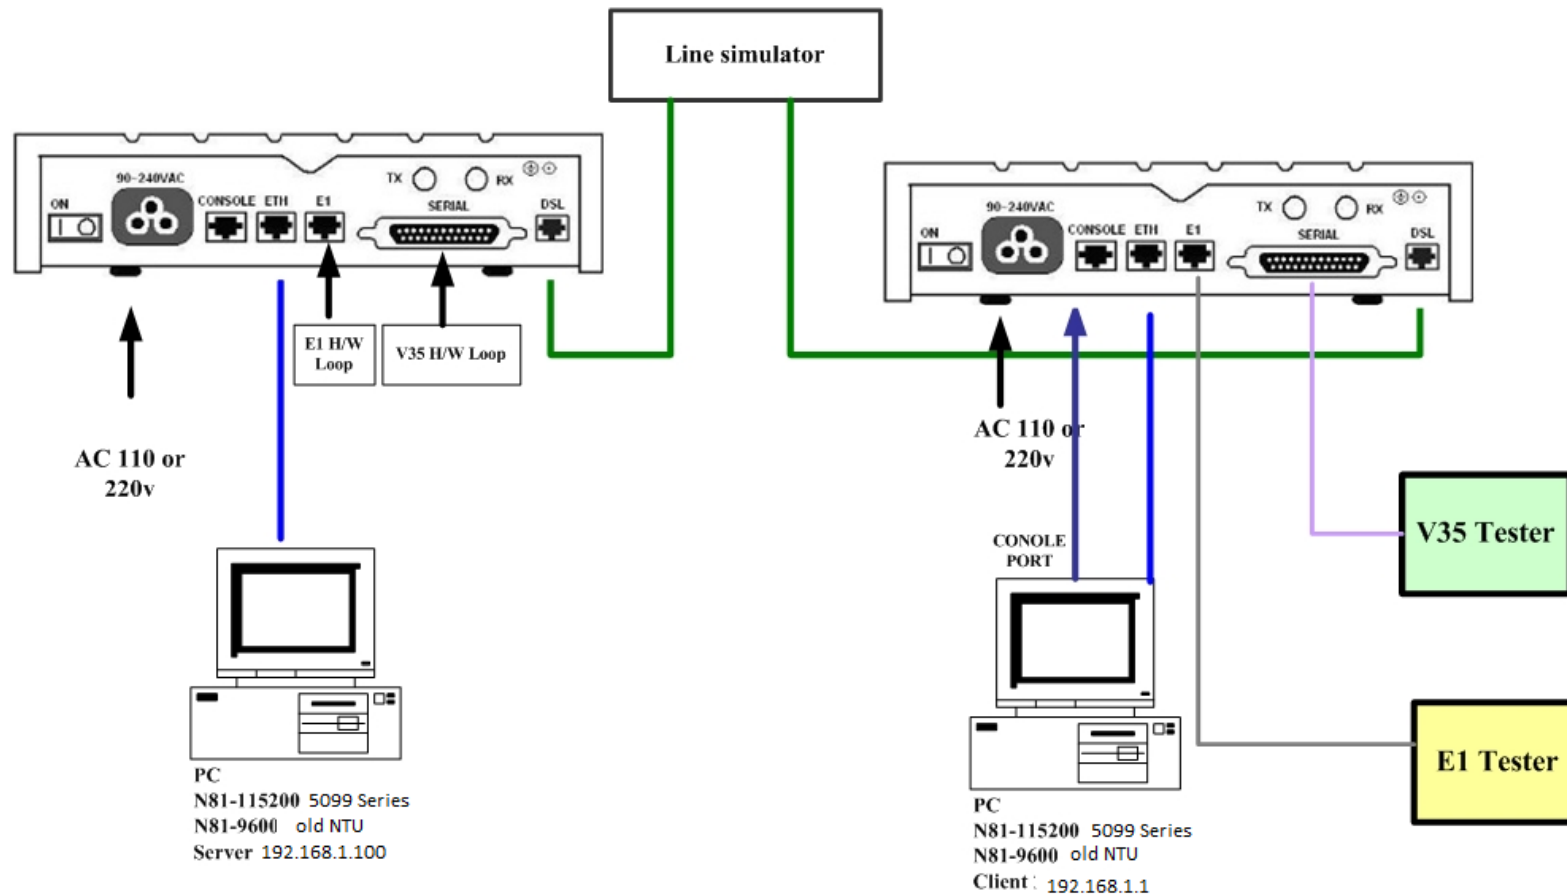 Line simulator
90-240VAC
TX
RX
ON
CONSOLE
ETH
E1
SERIAL
DSL
E1 H/W
Loop
V35 H/W Loop
AC 110 or
220v
PC
N81-115200 5099 Series
N81-9600 old NTU
Server 192.168.1.100
90-240VAC
TX
RX
ON
CONSOLE
ETH
E1
SERIAL
DSL
AC 110 or
220v
CONOLE
PORT
V35 Tester
E1 Tester
PC
N81-115200 5099 Series
N81-9600 old NTU
Client : 192.168.1.1